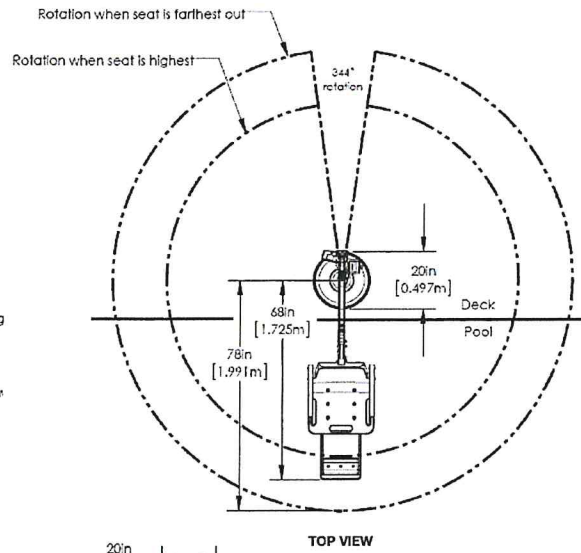 Rotation when seat is farthest out
Rotation when seat is highest
344°
rotation
20in
[0.497m]
Deck
Pool
68in
[1.725m]
78in
[1.991m]
TOP VIEW
20in